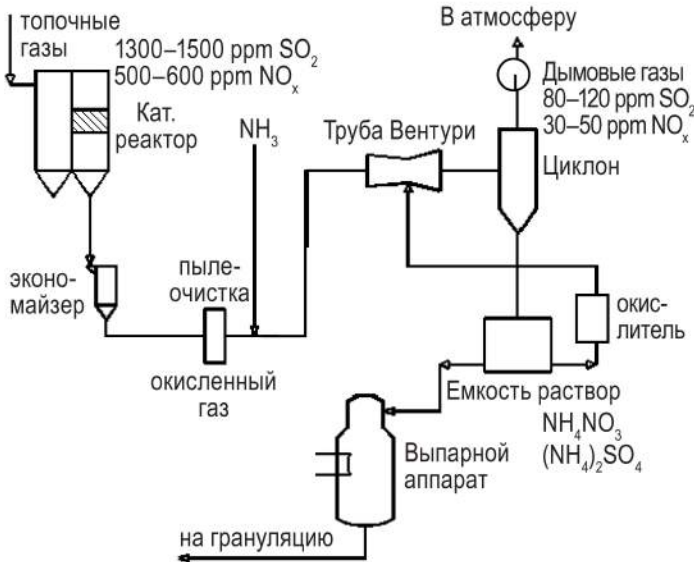 топочные
газы
1300–1500 ppm SO₂
500–600 ppm NOₓ
Кат.
реактор
NH₃
Труба Вентури
В атмосферу
Дымовые газы
80–120 ppm SO₂
30–50 ppm NOₓ
Циклон
эконо-
майзер
пыле-
очистка
окисленный
газ
окис-
литель
Емкость раствор
NH₄NO₃
(NH₄)₂SO₄
Выпарной
аппарат
на грануляцию